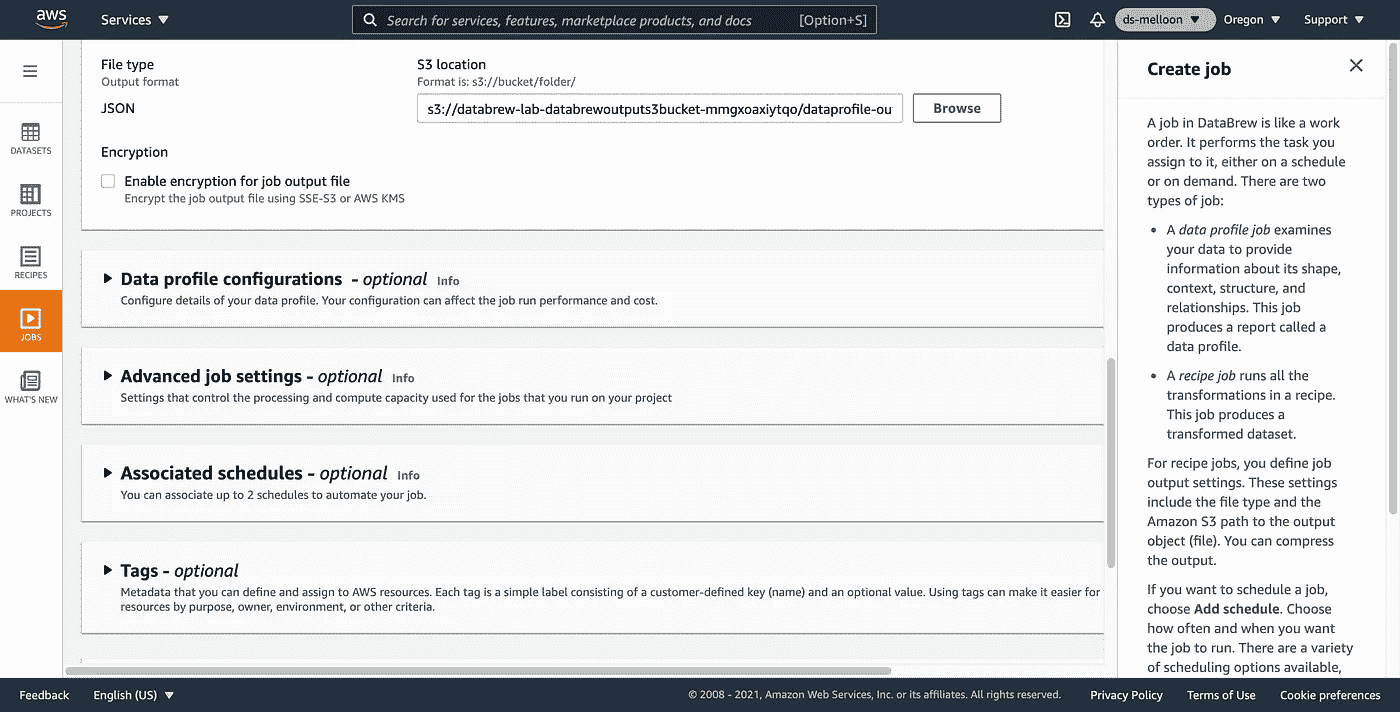 aws
Services
Search for services, features, marketplace products, and docs
[Option+S]
ds-melloon
Oregon
Support
DATASETS
PROJECTS
RECIPES
JOBS
WHAT'S NEW
File type
Output format
JSON
S3 location
Format is: s3://bucket/folder/
s3://databrew-lab-databrewoutputs3bucket-mmgxoaxiytqo/dataprofile-ou
Browse
Encryption
Enable encryption for job output file
Encrypt the job output file using SSE-S3 or AWS KMS
Data profile configurations - optional Info
Configure details of your data profile. Your configuration can affect the job run performance and cost.
Advanced job settings - optional Info
Settings that control the processing and compute capacity used for the jobs that you run on your project
Associated schedules - optional Info
You can associate up to 2 schedules to automate your job.
Tags - optional
Metadata that you can define and assign to AWS resources. Each tag is a simple label consisting of a customer-defined key (name) and an optional value. Using tags can make it easier for
resources by purpose, owner, environment, or other criteria.
Create job
A job in DataBrew is like a work
order. It performs the task you
assign to it, either on a schedule
or on demand. There are two
types of job:
• A data profile job examines
your data to provide
information about its shape,
context, structure, and
relationships. This job
produces a report called a
data profile.
• A recipe job runs all the
transformations in a recipe.
This job produces a
transformed dataset.
For recipe jobs, you define job
output settings. These settings
include the file type and the
Amazon S3 path to the output
object (file). You can compress
the output.
If you want to schedule a job,
choose Add schedule. Choose
how often and when you want
the job to run. There are a variety
of scheduling options available,
Feedback
English (US)
© 2008 - 2021, Amazon Web Services, Inc. or its affiliates. All rights reserved.
Privacy Policy
Terms of Use
Cookie preferences